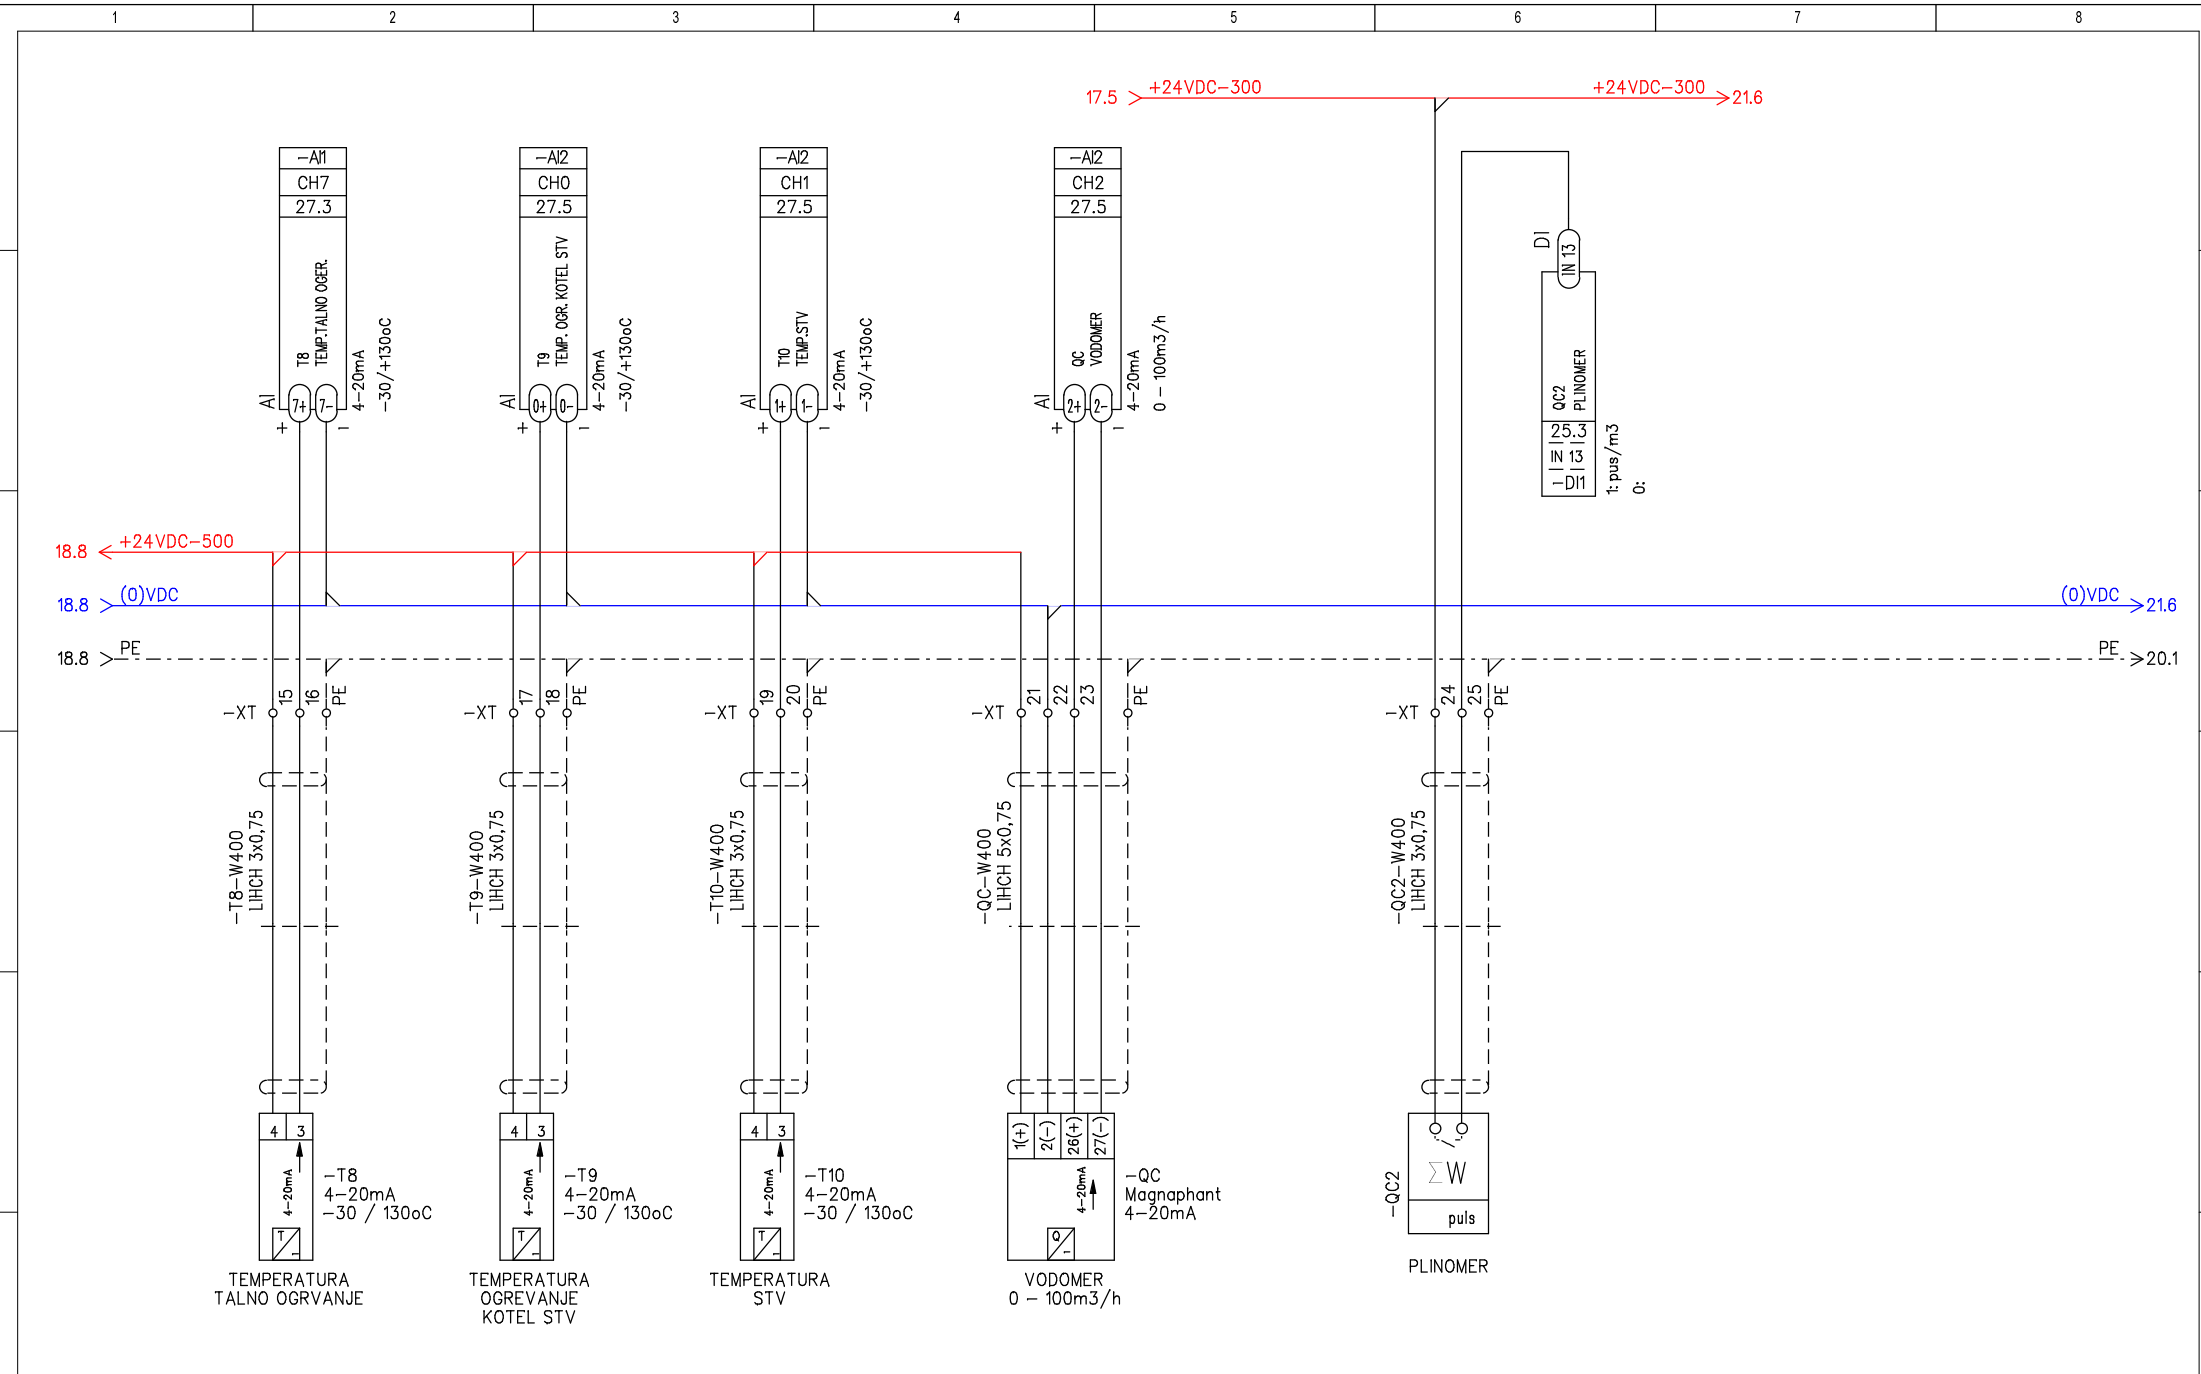 1 2 3 4 5 6 7 8
17.5 +24VDC-300 +24VDC-300 21.6
-AI1
CH7
27.3
T8
TEMP.TALNO OGER.
AI 7+ 7-
+ -
4-20mA
-30/+130oC
-AI2
CH0
27.5
T9
TEMP. OGR. KOTEL STV
AI 0+ 0-
+ -
4-20mA
-30/+130oC
-AI2
CH1
27.5
T10
TEMP.STV
AI 1+ 1-
+ -
4-20mA
-30/+130oC
-AI2
CH2
27.5
QC
VODOMER
AI 2+ 2-
+ -
4-20mA
0 - 100m3/h
DI
IN 13
QC2
PLINOMER
25.3
IN 13
-DI1
1: pus/m3
0:
18.8 +24VDC-500
18.8 (0)VDC (0)VDC 21.6
18.8 PE PE 20.1
-XT 15 16 PE
-XT 17 18 PE
-XT 19 20 PE
-XT 21 22 23 PE
-XT 24 25 PE
-T8-W400
LIHCH 3x0,75
-T9-W400
LIHCH 3x0,75
-T10-W400
LIHCH 3x0,75
-QC-W400
LIHCH 5x0,75
-QC2-W400
LIHCH 3x0,75
4 3
4-20mA
T
I
-T8
4-20mA
-30 / 130oC
TEMPERATURA
TALNO OGRVANJE
4 3
4-20mA
T
I
-T9
4-20mA
-30 / 130oC
TEMPERATURA
OGREVANJE
KOTEL STV
4 3
4-20mA
T
I
-T10
4-20mA
-30 / 130oC
TEMPERATURA
STV
1(+) 2(-) 26(+) 27(-)
4-20mA
Q
I
-QC
Magnaphant
4-20mA
VODOMER
0 - 100m3/h
-QC2
ΣW
puls
PLINOMER